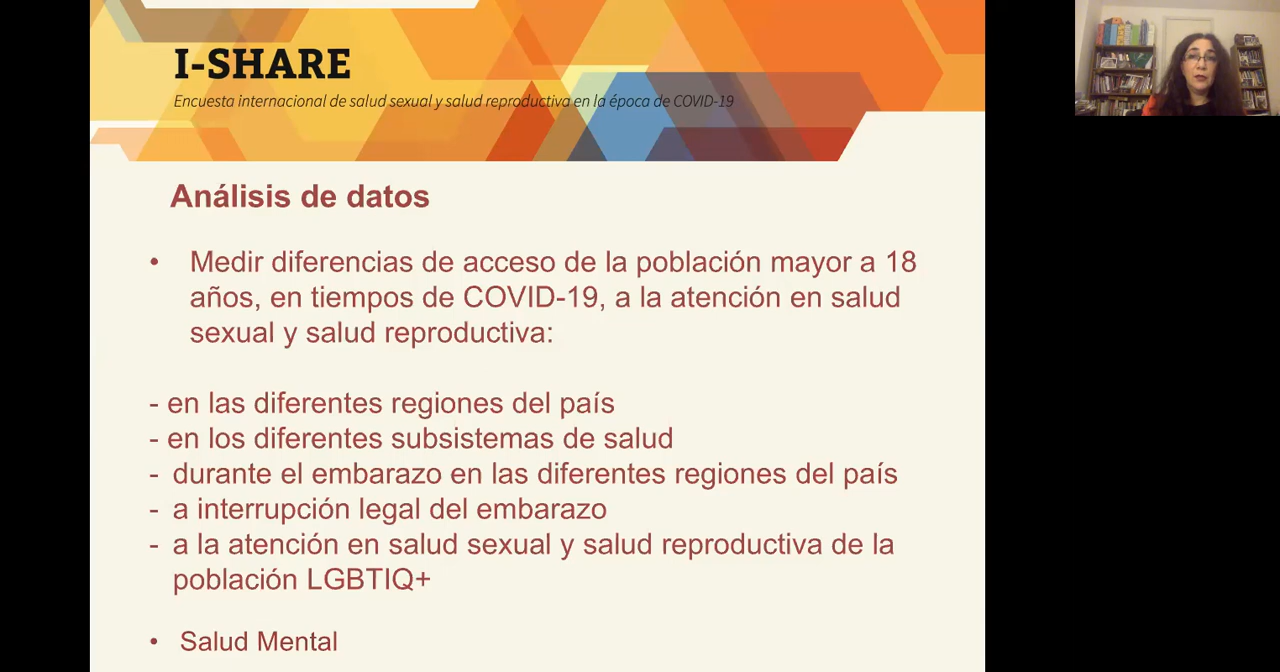 I-SHARE
Encuesta internacional de salud sexual y salud reproductiva en la época de COVID-19
Análisis de datos
• Medir diferencias de acceso de la población mayor a 18
años, en tiempos de COVID-19, a la atención en salud
sexual y salud reproductiva:
- en las diferentes regiones del país
- en los diferentes subsistemas de salud
- durante el embarazo en las diferentes regiones del país
- a interrupción legal del embarazo
- a la atención en salud sexual y salud reproductiva de la
población LGBTIQ+
• Salud Mental